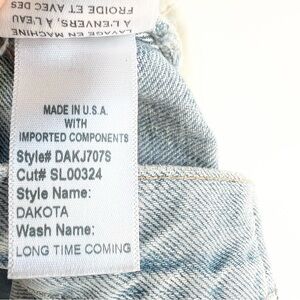 LAVAGE EN MACHINE
À L'ENVERS, À L'EAU
FROIDE ET AVEC DES
MADE IN U.S.A.
WITH
IMPORTED COMPONENTS
Style# DAKJ707S
Cut# SL00324
Style Name:
DAKOTA
Wash Name:
LONG TIME COMING